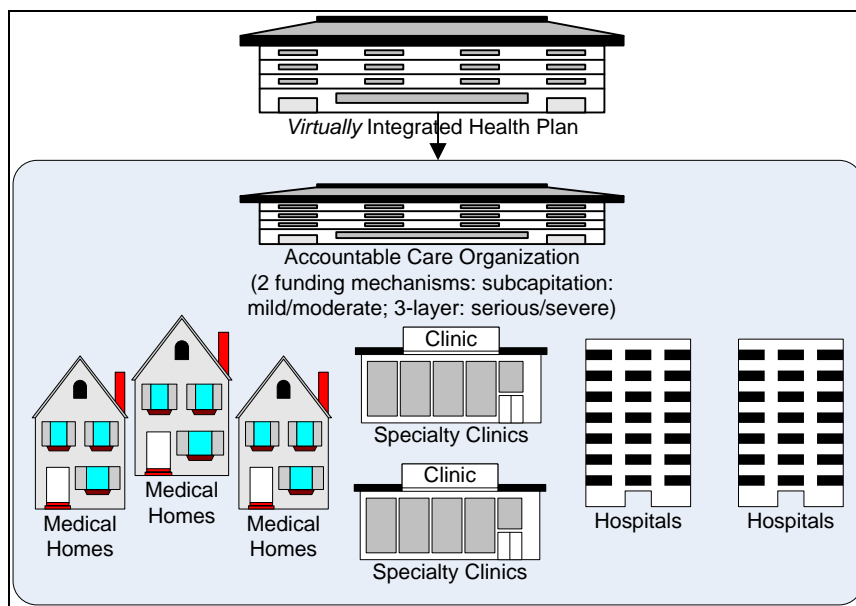 Virtually Integrated Health Plan
Accountable Care Organization
(2 funding mechanisms: subcapitation:
mild/moderate; 3-layer: serious/severe)
Medical
Homes
Medical
Homes
Medical
Homes
Clinic
Specialty Clinics
Clinic
Specialty Clinics
Hospitals
Hospitals